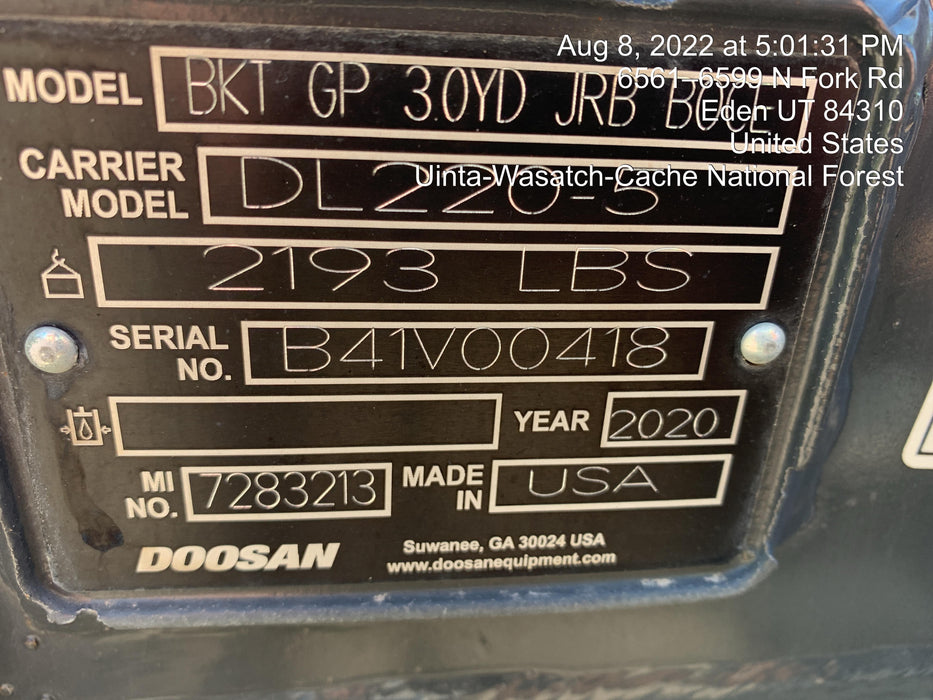 Aug 8, 2022 at 5:01:31 PM
6561–6599 N Fork Rd
Eden UT 84310
United States
Uinta-Wasatch-Cache National Forest
MODEL BKT GP 3.0YD JRB BOCE
CARRIER MODEL DL220-5
2193 LBS
SERIAL NO. B41V00418
YEAR 2020
MI NO. 7283213 MADE IN USA
DOOSAN Suwanee, GA 30024 USA
www.doosanequipment.com